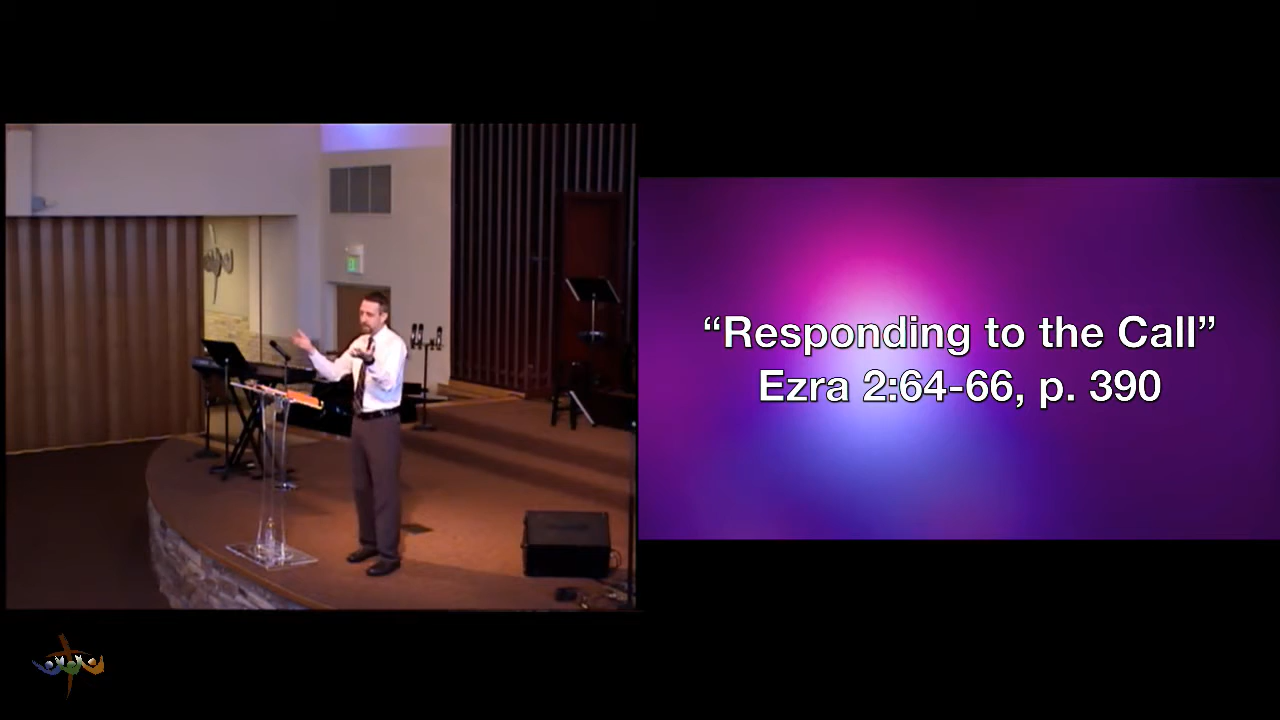 “Responding to the Call”
Ezra 2:64-66, p. 390